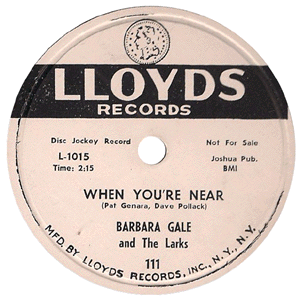 LLOYDS
RECORDS
Disc Jockey Record
Not For Sale
L-1015
Time: 2:15
Joshua Pub.
BMI
WHEN YOU'RE NEAR
(Pat Genara, Dave Pollack)
BARBARA GALE
and The Larks
111
MFD. BY LLOYDS RECORDS, INC., N.Y., N.Y.